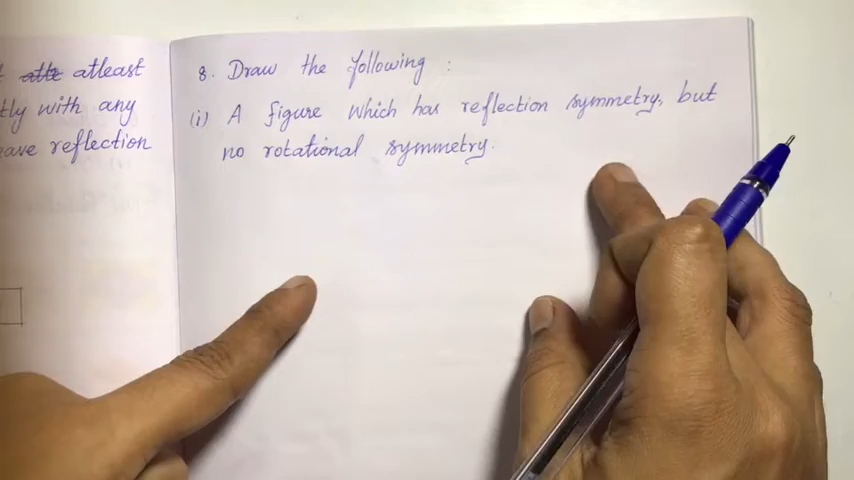 atleast
tly with any
ave reflection
8. Draw the following :
(i) A figure which has reflection symmetry, but
no rotational symmetry.